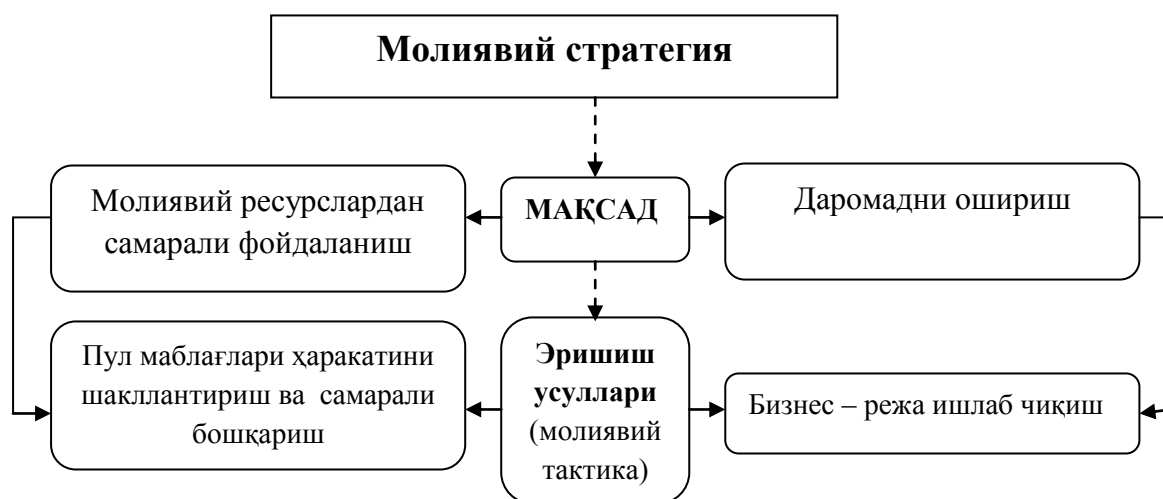 Молиявий стратегия
Молиявий ресурслардан
самарали фойдаланиш
МАҚСАД
Даромадни ошириш
Пул маблағлари ҳаракатини
шакллантириш ва самарали
бошқариш
Эришиш
усуллари
(молиявий
тактика)
Бизнес – режа ишлаб чиқиш